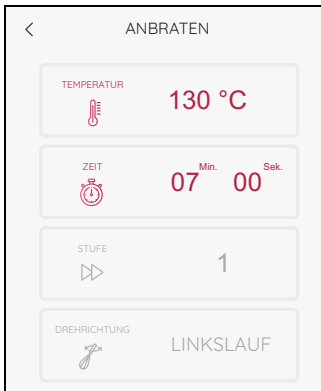 ANBRATEN
TEMPERATUR
130 °C
ZEIT
07 Min. 00 Sek.
STUFE
1
DREHRICHTUNG
LINKSLAUF